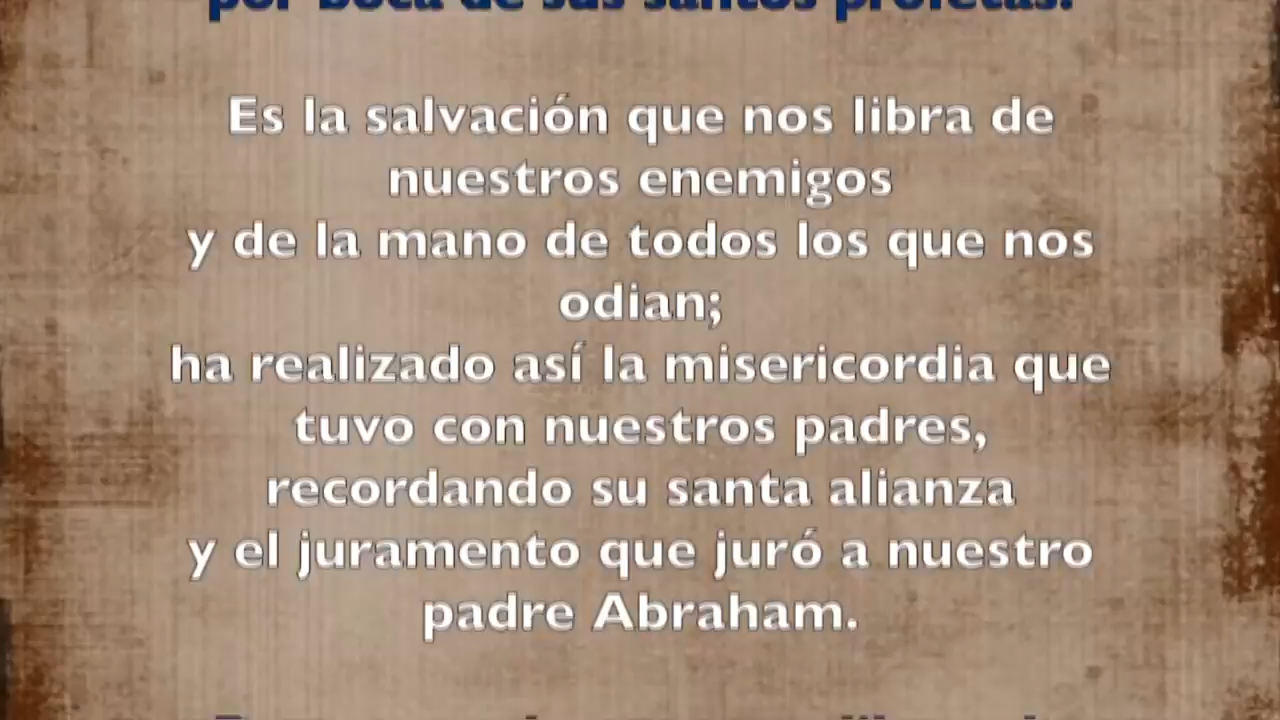 por boca de sus santos profetas.
Es la salvación que nos libra de
nuestros enemigos
y de la mano de todos los que nos
odian;
ha realizado así la misericordia que
tuvo con nuestros padres,
recordando su santa alianza
y el juramento que juró a nuestro
padre Abraham.